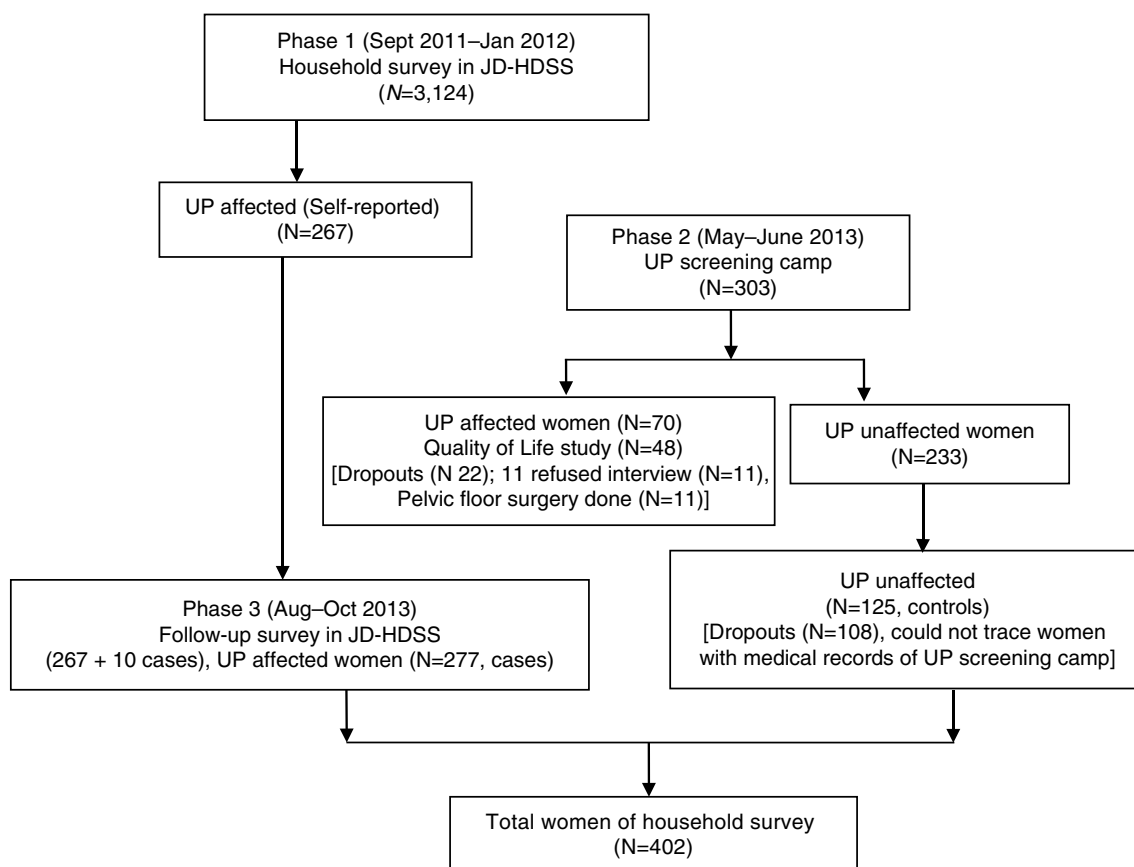 Phase 1 (Sept 2011–Jan 2012)
Household survey in JD-HDSS
(N=3,124)
UP affected (Self-reported)
(N=267)
Phase 2 (May–June 2013)
UP screening camp
(N=303)
UP affected women (N=70)
Quality of Life study (N=48)
[Dropouts (N 22); 11 refused interview (N=11),
Pelvic floor surgery done (N=11)]
UP unaffected women
(N=233)
Phase 3 (Aug–Oct 2013)
Follow-up survey in JD-HDSS
(267 + 10 cases), UP affected women (N=277, cases)
UP unaffected
(N=125, controls)
[Dropouts (N=108), could not trace women
with medical records of UP screening camp]
Total women of household survey
(N=402)